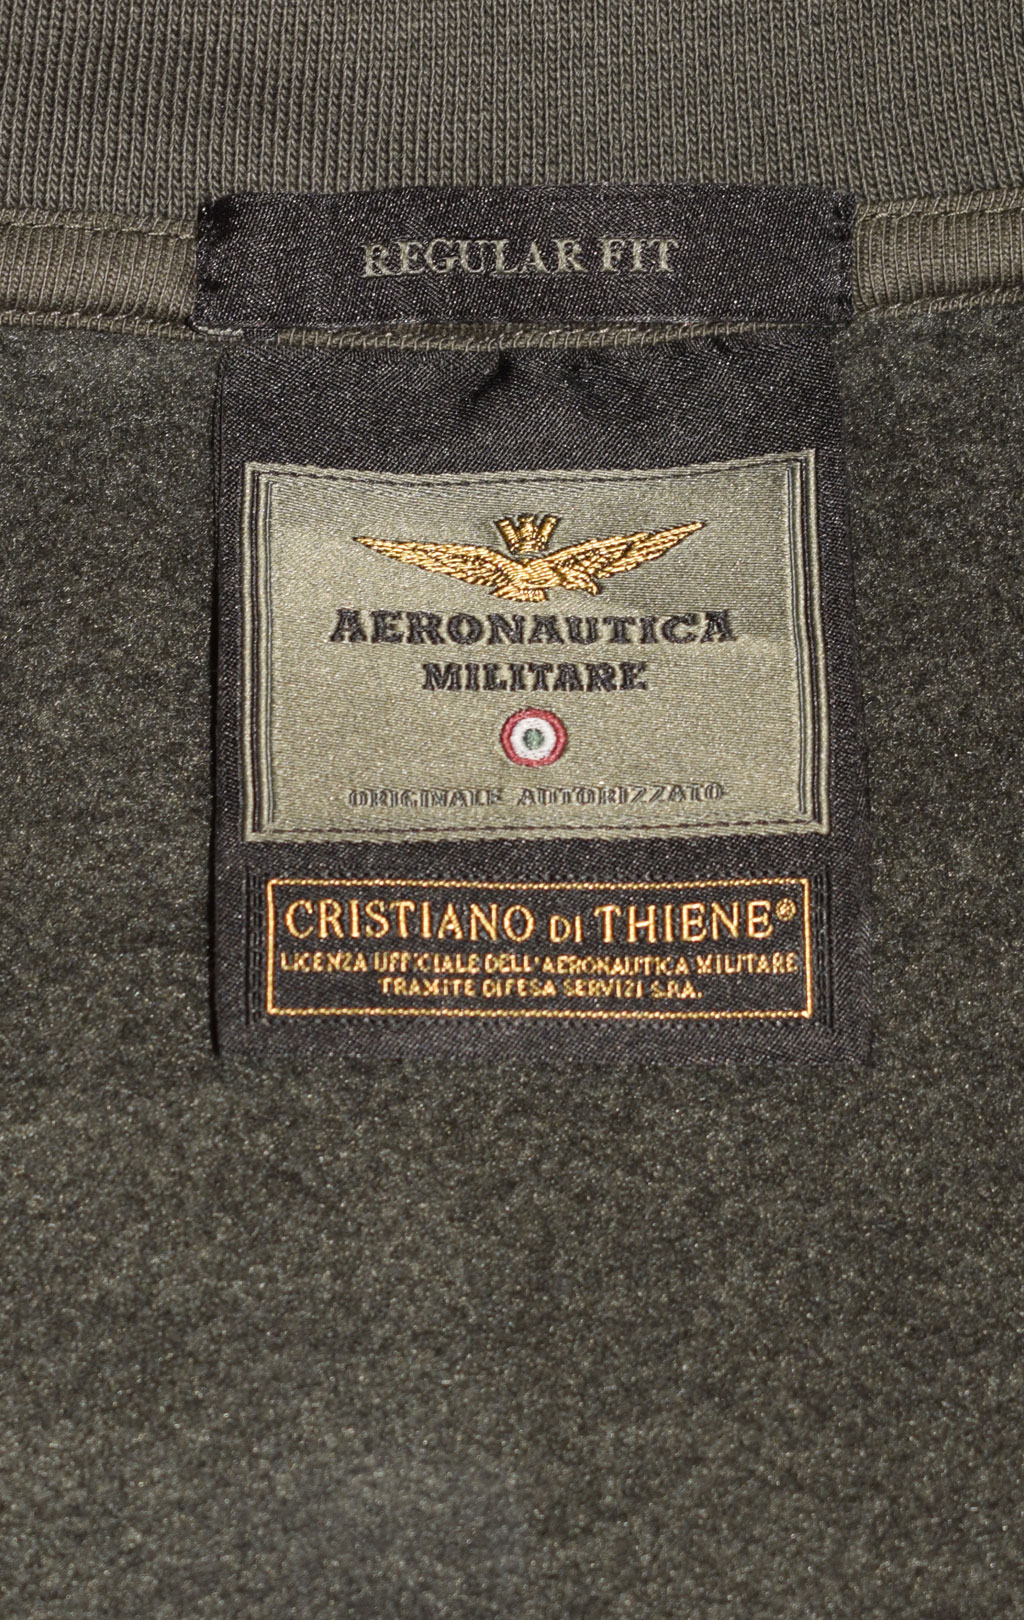 REGULAR FIT
AERONAUTICA
MILITARE
ORIGINALE AUTORIZZATO
CRISTIANO DI THIENE®
LICENZA UFFICIALE DELL'AERONAUTICA MILITARE
TRAMITE DIFESA SERVIZI S.P.A.